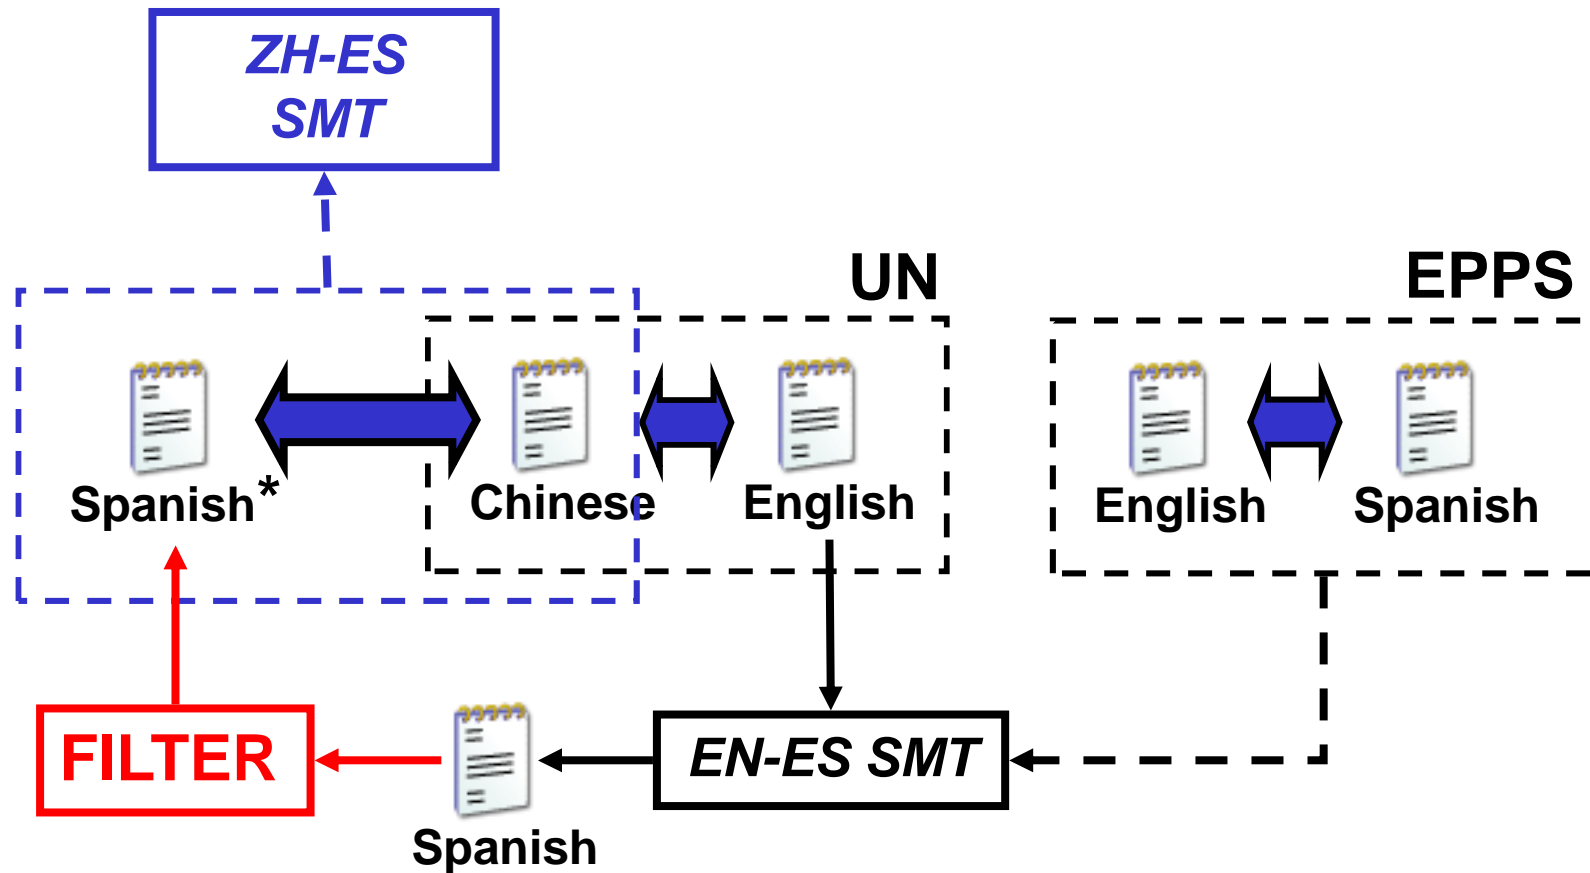 ZH-ES
SMT
UN
EPPS
Spanish*
Chinese
English
English
Spanish
FILTER
EN-ES SMT
Spanish